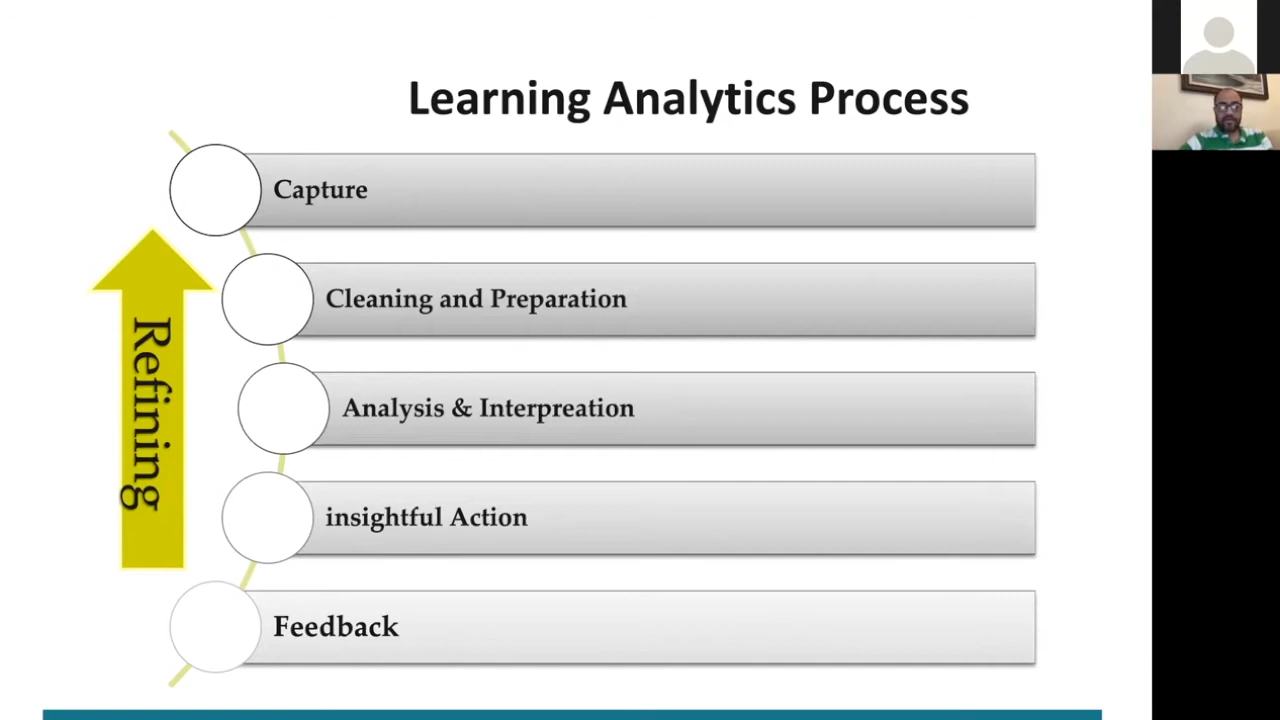 Learning Analytics Process
Capture
Cleaning and Preparation
Analysis & Interpreation
insightful Action
Feedback
Refining